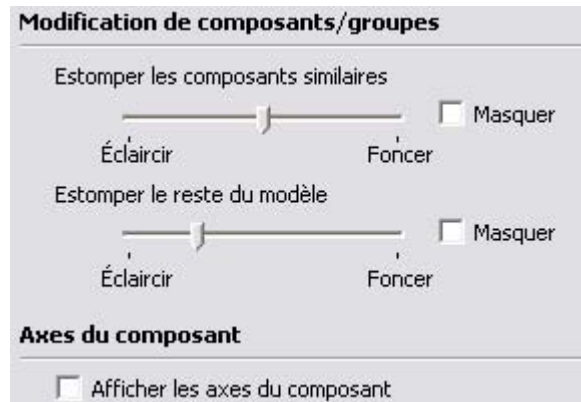 Modification de composants/groupes
Estomper les composants similaires
Masquer
Éclaircir Foncer
Estomper le reste du modèle
Masquer
Éclaircir Foncer
Axes du composant
Afficher les axes du composant